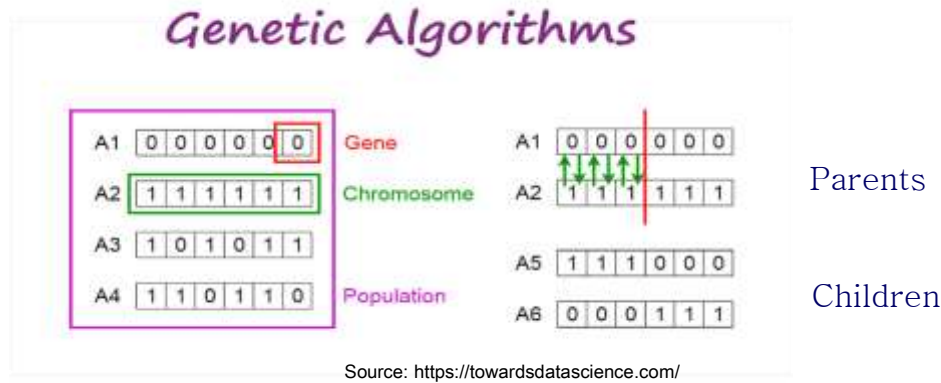 Genetic Algorithms
A1 0 0 0 0 0 0 Gene
A2 1 1 1 1 1 1 Chromosome
A3 1 0 1 0 1 1
A4 1 1 0 1 1 0 Population
A1 0 0 0 0 0 0
A2 1 1 1 1 1 1
Parents
A5 1 1 1 0 0 0
A6 0 0 0 1 1 1
Children
Source: https://towardsdatascience.com/